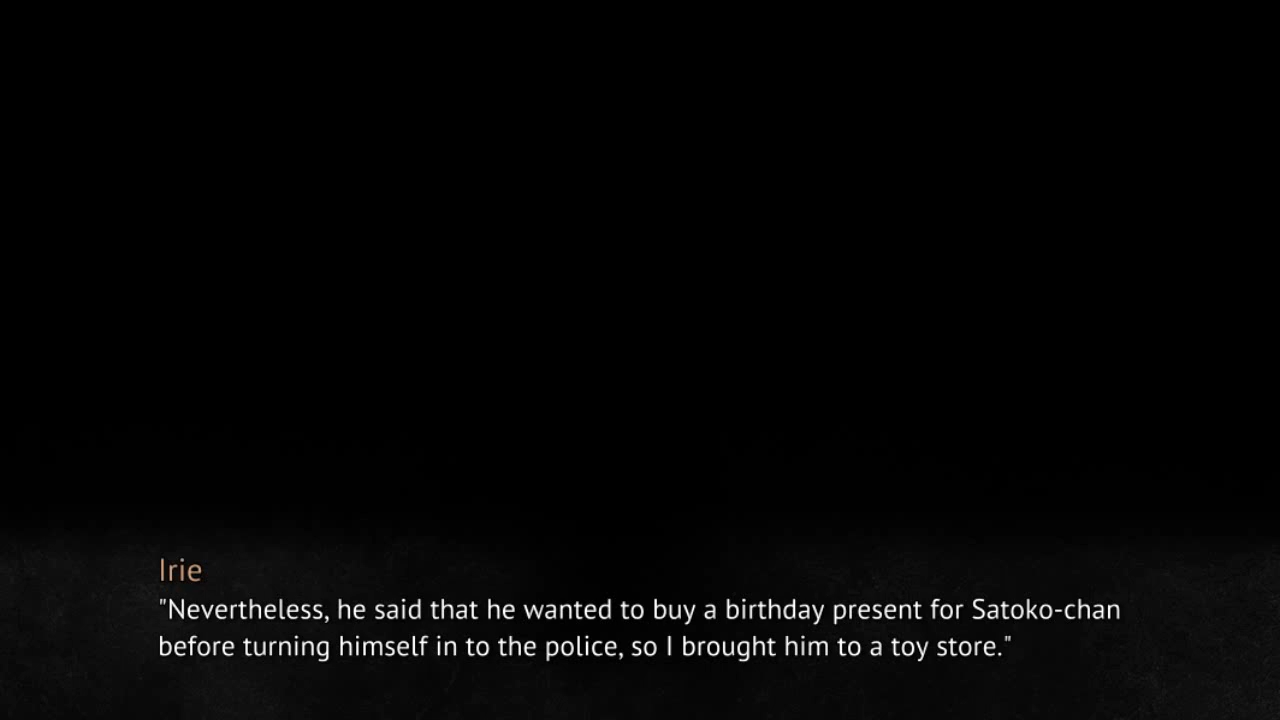 Irie
"Nevertheless, he said that he wanted to buy a birthday present for Satoko-chan
before turning himself in to the police, so I brought him to a toy store."